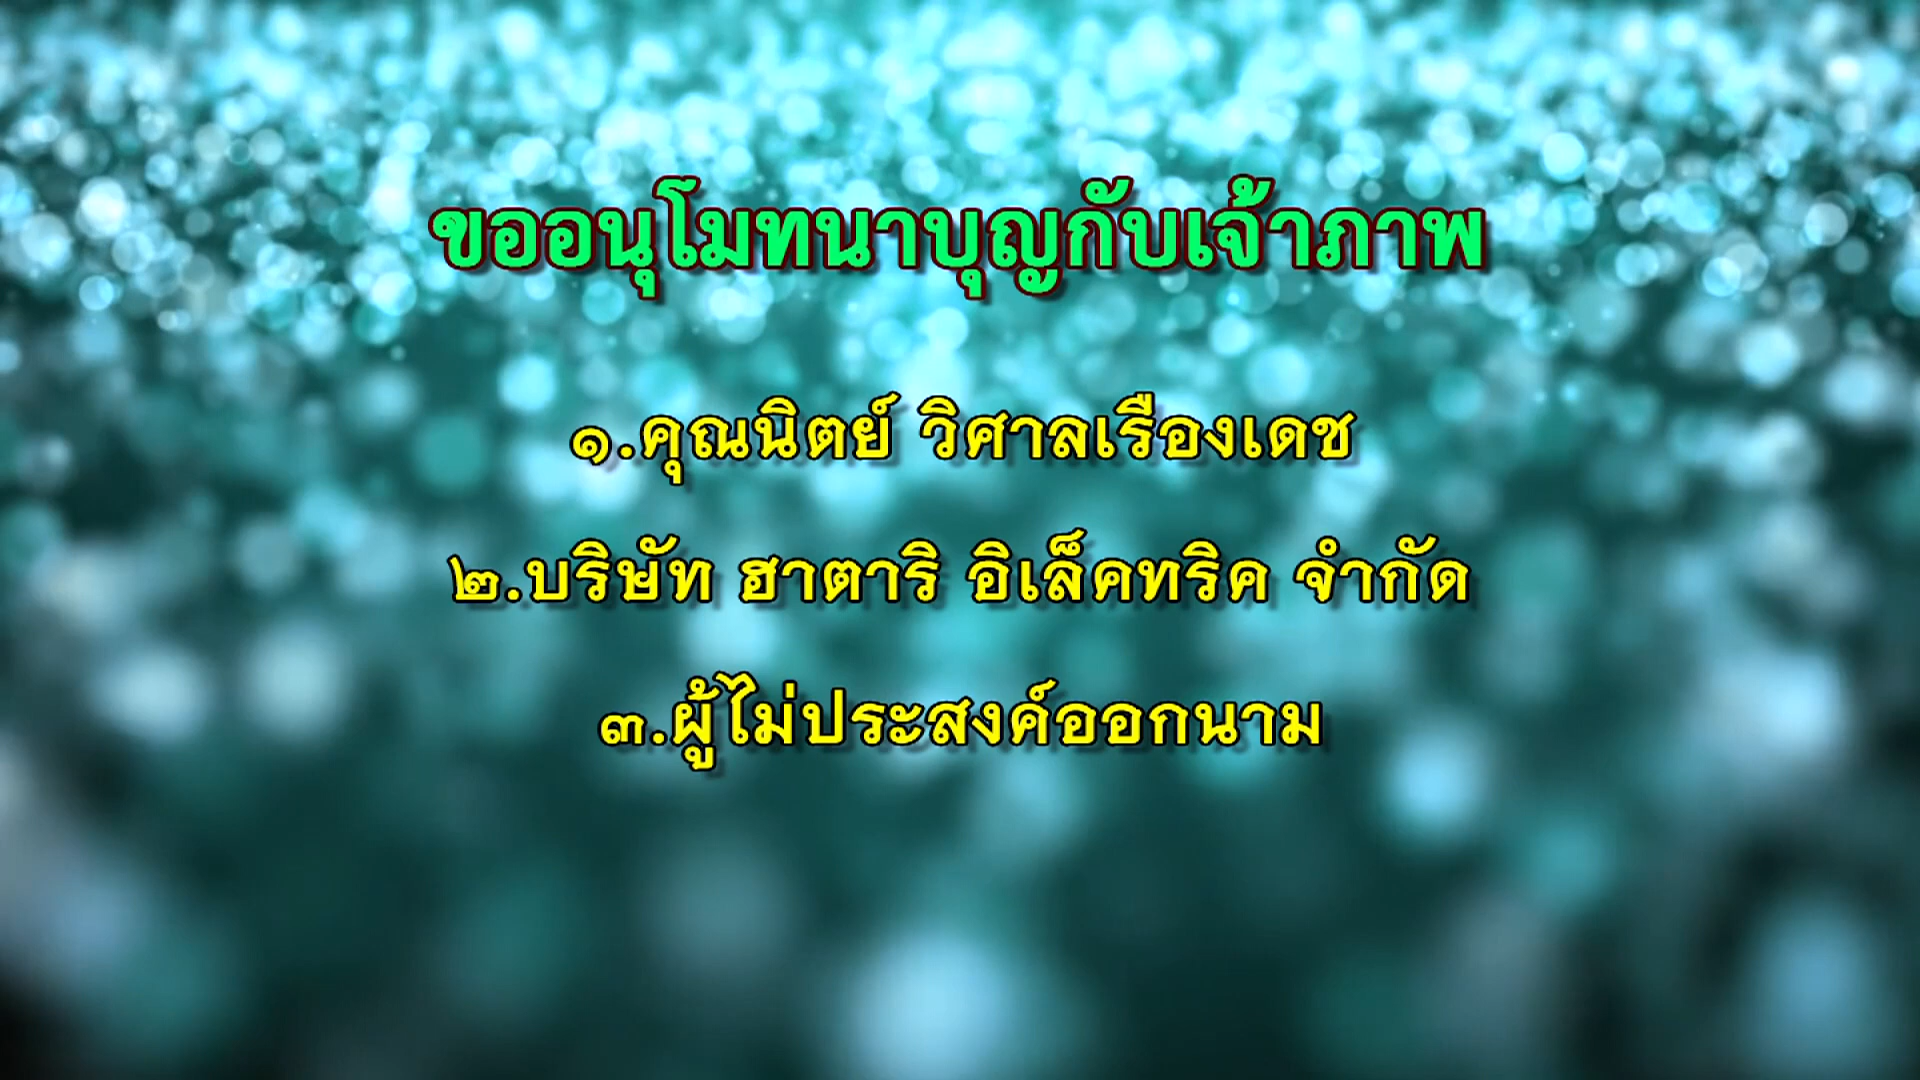 ขออนุโมทนาบุญกับเจ้าภาพ
๑.คุณนิตย์ วิศาลเรืองเดช
๒.บริษัท ฮาตาริ อิเล็คทริค จำกัด
๓.ผู้ไม่ประสงค์ออกนาม